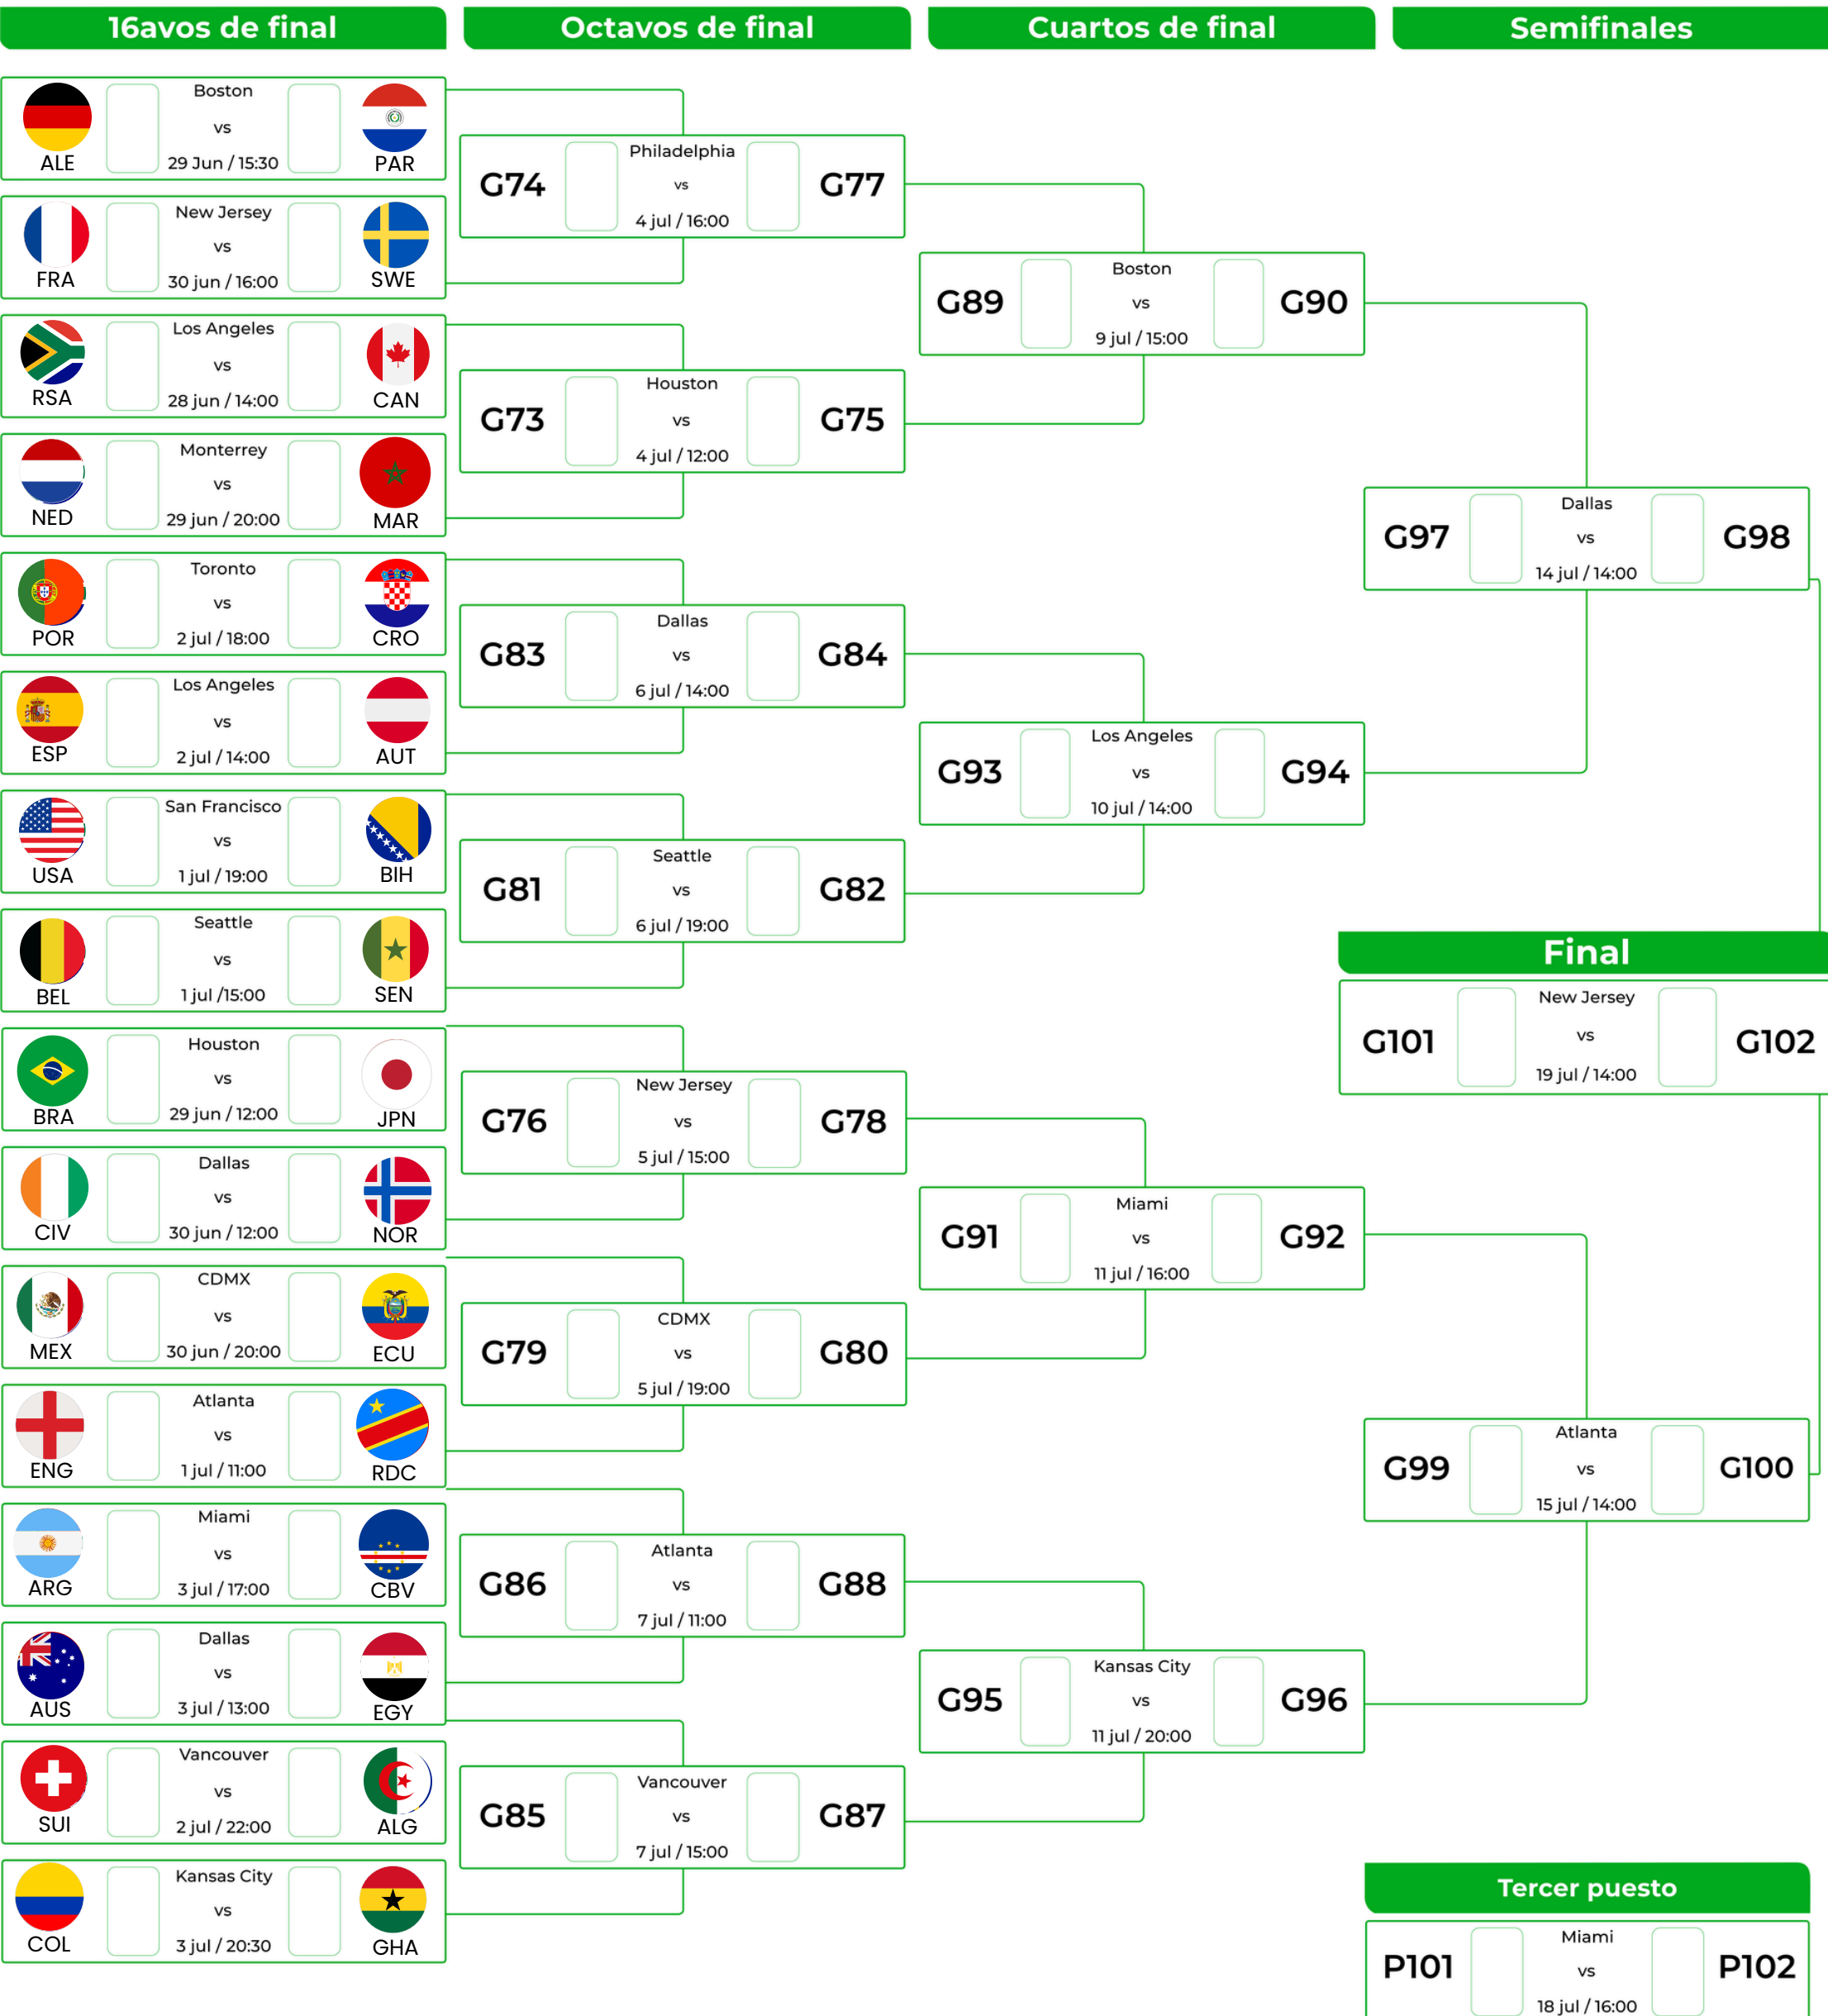 16avos de final
Octavos de final
Cuartos de final
Semifinales
Boston
vs
29 Jun / 15:30
ALE
PAR
New Jersey
vs
30 jun / 16:00
FRA
SWE
Los Angeles
vs
28 jun / 14:00
RSA
CAN
Monterrey
vs
29 jun / 20:00
NED
MAR
Toronto
vs
2 jul / 18:00
POR
CRO
Los Angeles
vs
2 jul / 14:00
ESP
AUT
San Francisco
vs
1 jul / 19:00
USA
BIH
Seattle
vs
1 jul /15:00
BEL
SEN
Houston
vs
29 jun / 12:00
BRA
JPN
Dallas
vs
30 jun / 12:00
CIV
NOR
CDMX
vs
30 jun / 20:00
MEX
ECU
Atlanta
vs
1 jul / 11:00
ENG
RDC
Miami
vs
3 jul / 17:00
ARG
CBV
Dallas
vs
3 jul / 13:00
AUS
EGY
Vancouver
vs
2 jul / 22:00
SUI
ALG
Kansas City
vs
3 jul / 20:30
COL
GHA
Philadelphia
G74 vs G77
4 jul / 16:00
Houston
G73 vs G75
4 jul / 12:00
Dallas
G83 vs G84
6 jul / 14:00
Seattle
G81 vs G82
6 jul / 19:00
New Jersey
G76 vs G78
5 jul / 15:00
CDMX
G79 vs G80
5 jul / 19:00
Atlanta
G86 vs G88
7 jul / 11:00
Vancouver
G85 vs G87
7 jul / 15:00
Boston
G89 vs G90
9 jul / 15:00
Los Angeles
G93 vs G94
10 jul / 14:00
Miami
G91 vs G92
11 jul / 16:00
Kansas City
G95 vs G96
11 jul / 20:00
Dallas
G97 vs G98
14 jul / 14:00
Final
New Jersey
G101 vs G102
19 jul / 14:00
Atlanta
G99 vs G100
15 jul / 14:00
Tercer puesto
Miami
P101 vs P102
18 jul / 16:00